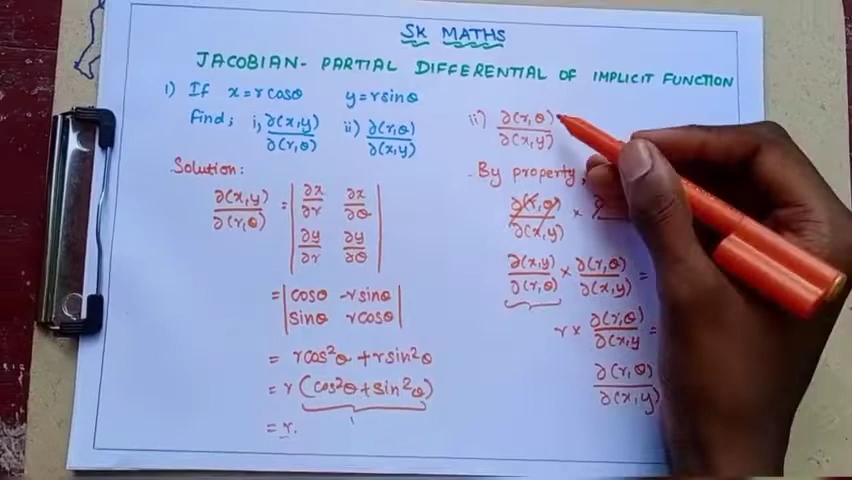 SK MATHS
JACOBIAN - PARTIAL DIFFERENTIAL OF IMPLICIT FUNCTION
1) If x = r cosθ y = r sinθ
Find; i, ∂(x,y)/∂(r,θ) ii) ∂(r,θ)/∂(x,y)
Solution:
∂(x,y)/∂(r,θ) = | ∂x/∂r ∂x/∂θ |
| ∂y/∂r ∂y/∂θ |
= | cosθ -r sinθ |
| sinθ r cosθ |
= r cos²θ + r sin²θ
= r (cos²θ + sin²θ)
1
= r.
ii) ∂(r,θ)/∂(x,y)
By property,
∂(r,θ)/∂(x,y) ×
∂(x,y)/∂(r,θ) × ∂(r,θ)/∂(x,y) =
r × ∂(r,θ)/∂(x,y =
∂(r,θ)/∂(x,y)